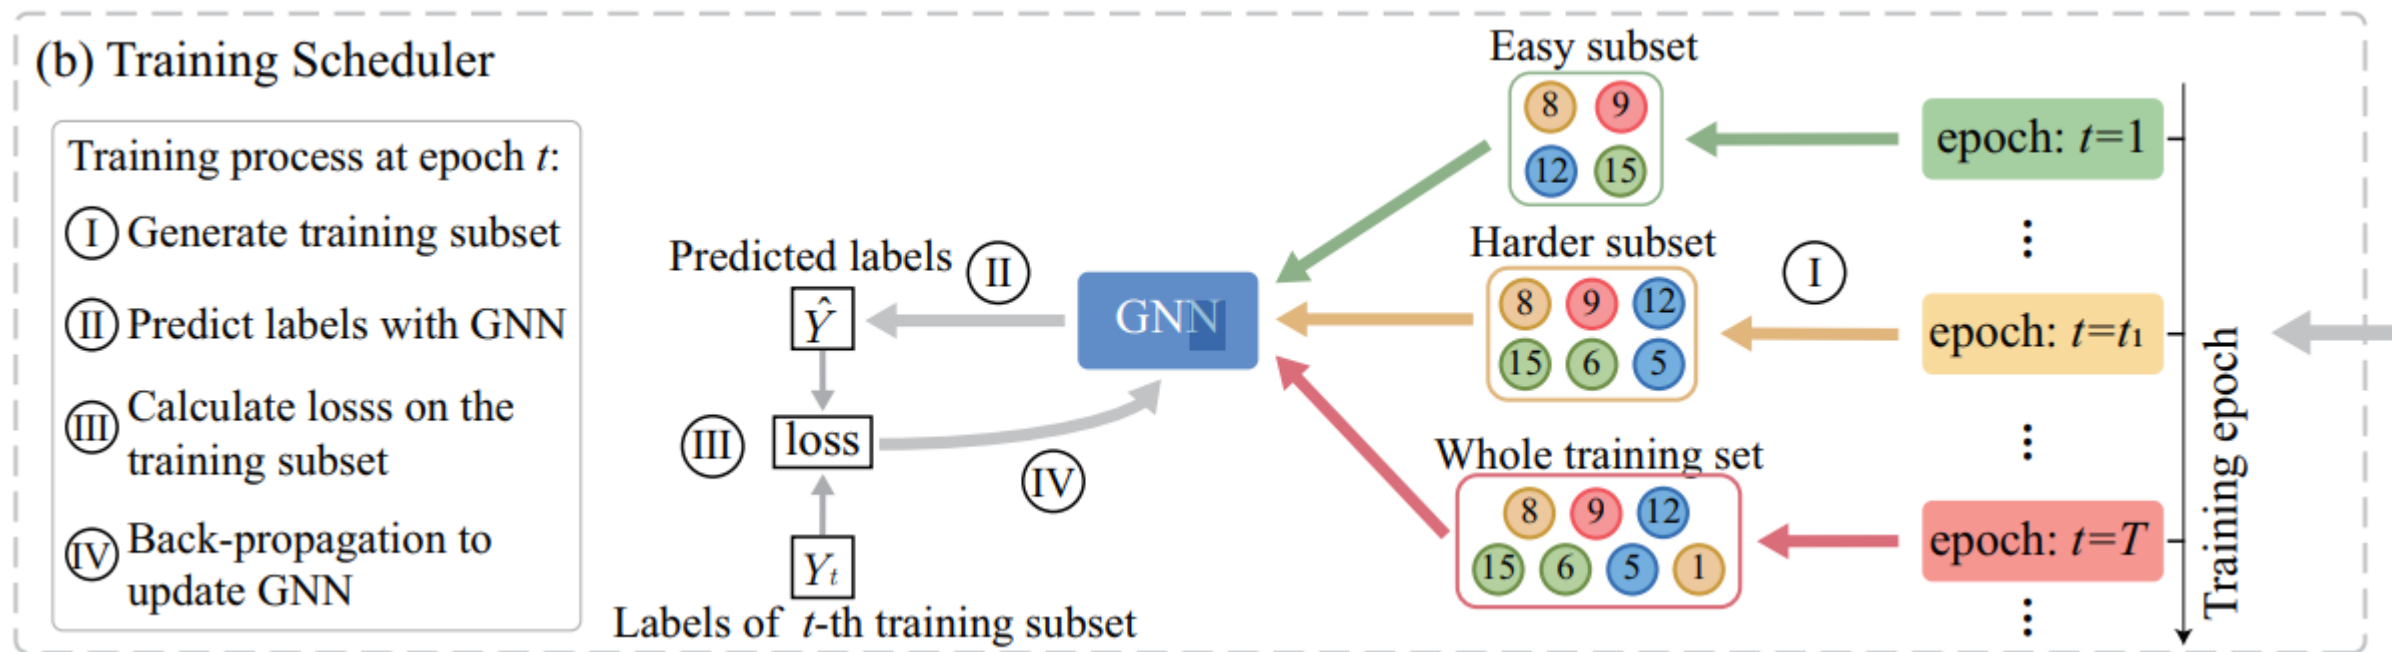 (b) Training Scheduler
Training process at epoch t:
I Generate training subset
II Predict labels with GNN
III Calculate losss on the
training subset
IV Back-propagation to
update GNN
Predicted labels
II
Ŷ
III
loss
IV
Yt
Labels of t-th training subset
GNN
Easy subset
8 9
12 15
Harder subset
8 9 12
15 6 5
Whole training set
8 9 12
15 6 5 1
I
epoch: t=1
⋮
epoch: t=t₁
⋮
epoch: t=T
⋮
Training epoch